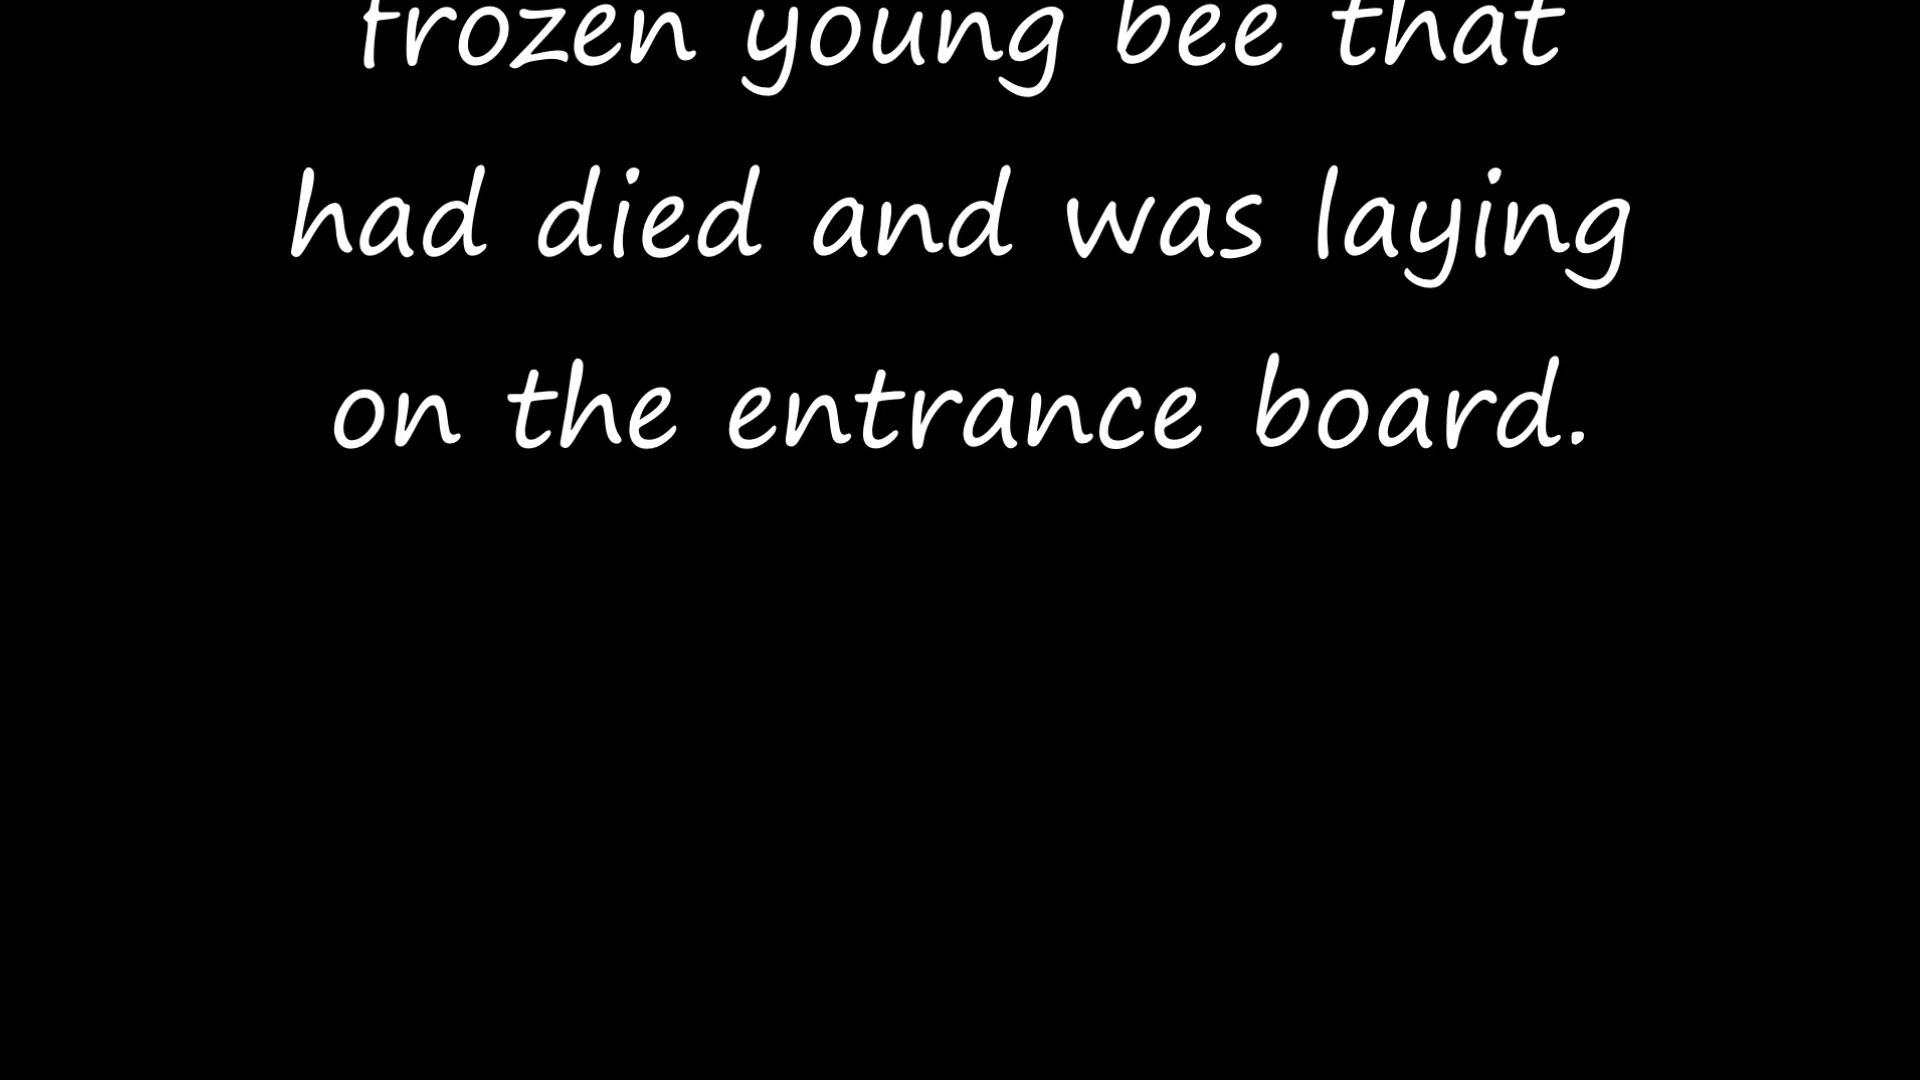 frozen young bee that
had died and was laying
on the entrance board.